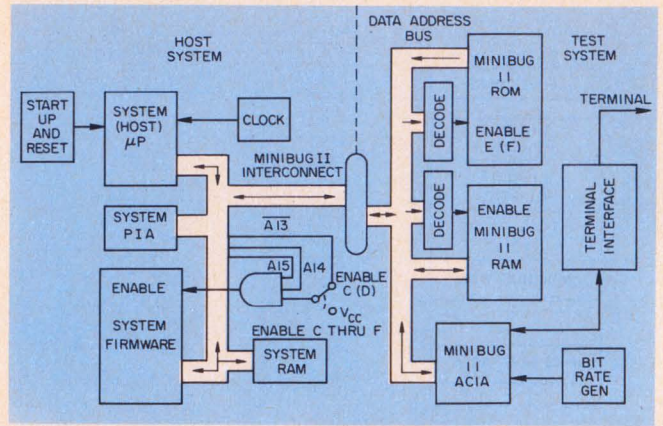 HOST
SYSTEM
DATA ADDRESS
BUS
TEST
SYSTEM
START
UP
AND
RESET
SYSTEM
(HOST)
μP
CLOCK
MINIBUG II
INTERCONNECT
SYSTEM
PIA
A13
A15
A14
ENABLE
C (D)
VCC
ENABLE C THRU F
ENABLE
SYSTEM
FIRMWARE
SYSTEM
RAM
MINIBUG
II
ROM
ENABLE
E (F)
DECODE
DECODE
ENABLE
MINIBUG
II
RAM
TERMINAL
TERMINAL
INTERFACE
MINIBUG
II
ACIA
BIT
RATE
GEN